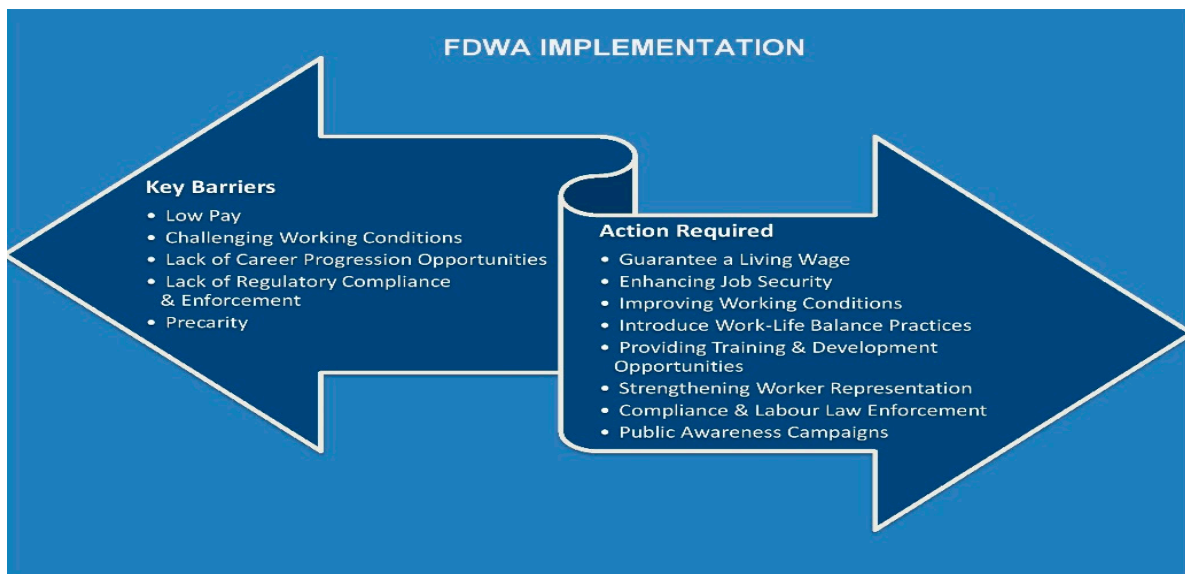 FDWA IMPLEMENTATION
Key Barriers
• Low Pay
• Challenging Working Conditions
• Lack of Career Progression Opportunities
• Lack of Regulatory Compliance
& Enforcement
• Precarity
Action Required
• Guarantee a Living Wage
• Enhancing Job Security
• Improving Working Conditions
• Introduce Work-Life Balance Practices
• Providing Training & Development
Opportunities
• Strengthening Worker Representation
• Compliance & Labour Law Enforcement
• Public Awareness Campaigns